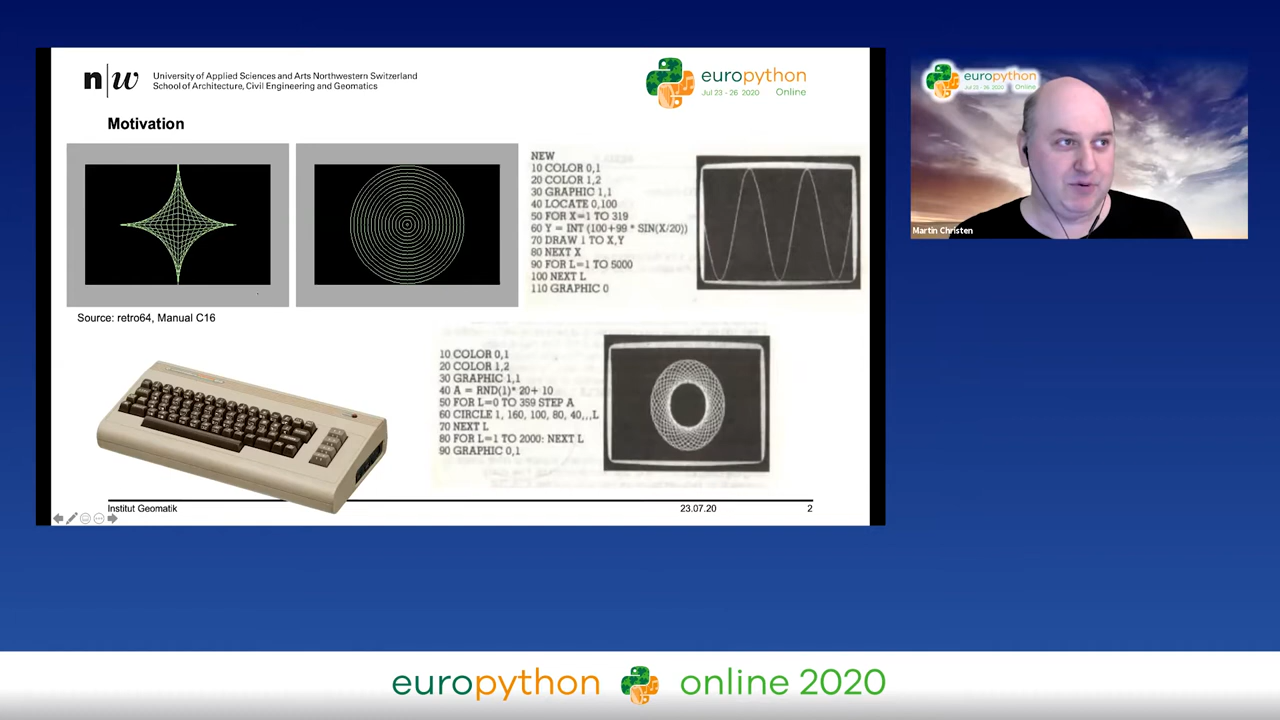 n|w
University of Applied Sciences and Arts Northwestern Switzerland
School of Architecture, Civil Engineering and Geomatics
europython
Jul 23 - 26 2020 Online
Motivation
NEW
10 COLOR 0,1
20 COLOR 1,2
30 GRAPHIC 1,1
40 LOCATE 0,100
50 FOR X=1 TO 319
60 Y = INT (100+99 * SIN(X/20))
70 DRAW 1 TO X,Y
80 NEXT X
90 FOR L=1 TO 5000
100 NEXT L
110 GRAPHIC 0
Source: retro64, Manual C16
10 COLOR 0,1
20 COLOR 1,2
30 GRAPHIC 1,1
40 A = RND(1)* 20+ 10
50 FOR L=0 TO 359 STEP A
60 CIRCLE 1, 160, 100, 80, 40,,,L
70 NEXT L
80 FOR L=1 TO 2000: NEXT L
90 GRAPHIC 0,1
Institut Geomatik
23.07.20
2
europython
Jul 23 - 26 2020 Online
Martin Christen
europython online 2020